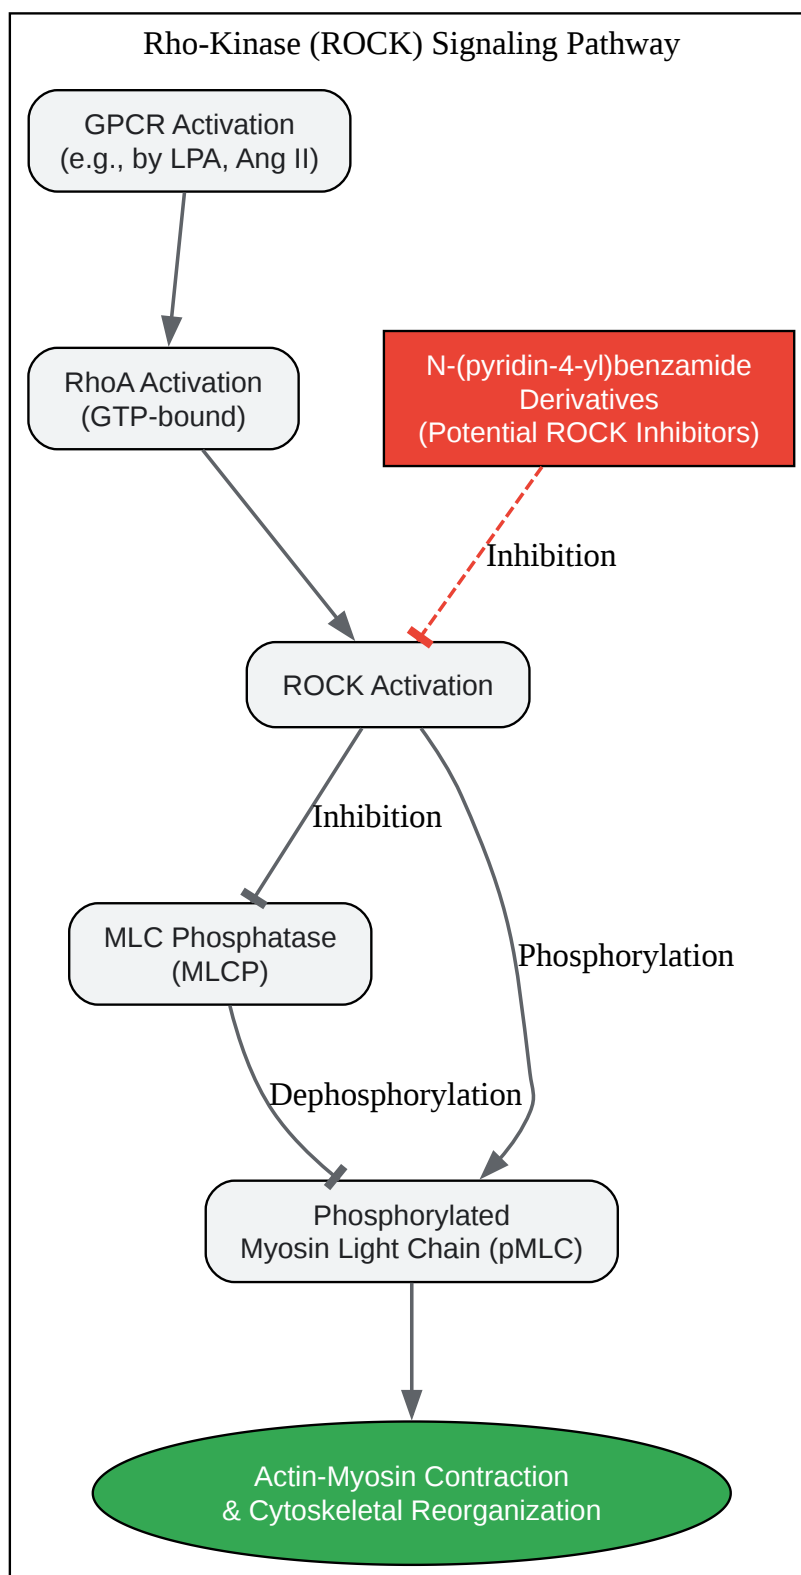 Rho-Kinase (ROCK) Signaling Pathway
GPCR Activation
(e.g., by LPA, Ang II)
RhoA Activation
(GTP-bound)
N-(pyridin-4-yl)benzamide
Derivatives
(Potential ROCK Inhibitors)
Inhibition
ROCK Activation
Inhibition
MLC Phosphatase
(MLCP)
Phosphorylation
Dephosphorylation
Phosphorylated
Myosin Light Chain (pMLC)
Actin-Myosin Contraction
& Cytoskeletal Reorganization